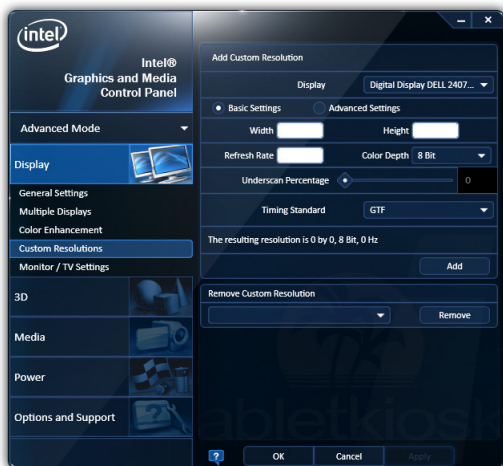 intel
Intel®
Graphics and Media
Control Panel
Advanced Mode
Display
General Settings
Multiple Displays
Color Enhancement
Custom Resolutions
Monitor / TV Settings
3D
Media
Power
Options and Support
Add Custom Resolution
Display Digital Display DELL 2407...
Basic Settings Advanced Settings
Width Height
Refresh Rate Color Depth 8 Bit
Underscan Percentage 0
Timing Standard GTF
The resulting resolution is 0 by 0, 8 Bit, 0 Hz
Add
Remove Custom Resolution
Remove
abletkiosk
? OK Cancel Apply